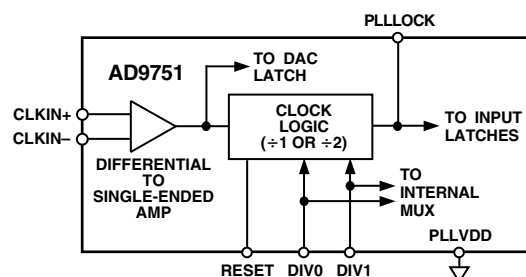 PLLLOCK
AD9751
TO DAC
LATCH
CLKIN+
CLKIN–
CLOCK
LOGIC
(÷1 OR ÷2)
TO INPUT
LATCHES
DIFFERENTIAL
TO
SINGLE-ENDED
AMP
TO
INTERNAL
MUX
PLLVDD
RESET
DIV0
DIV1